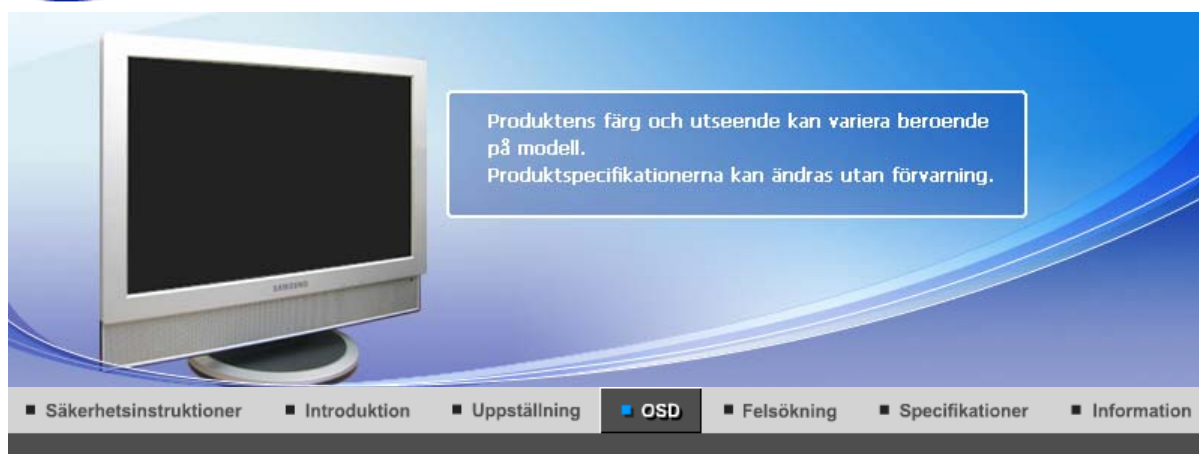 Produktens färg och utseende kan variera beroende
på modell.
Produktspecifikationerna kan ändras utan förvarning.
SAMSUNG
Säkerhetsinstruktioner Introduktion Uppställning OSD Felsökning Specifikationer Information